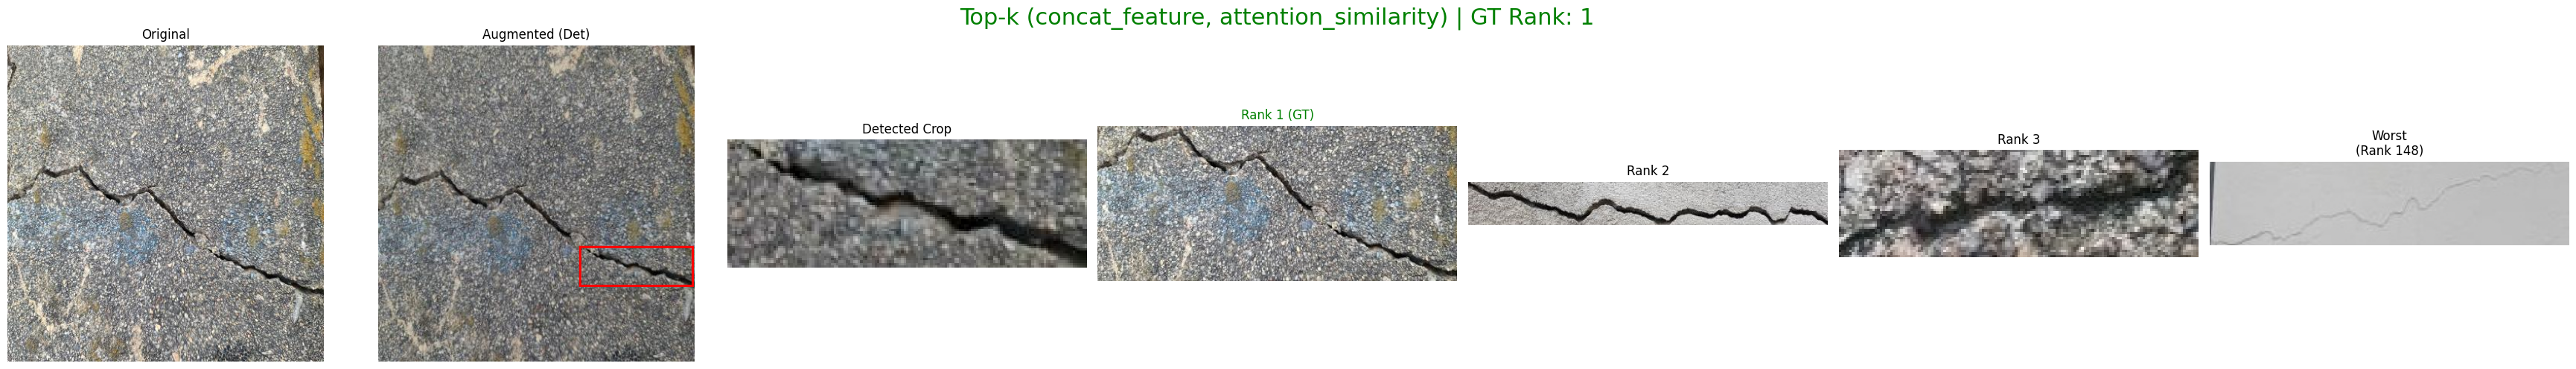 Top-k (concat_feature, attention_similarity) | GT Rank: 1
Original
Augmented (Det)
Detected Crop
Rank 1 (GT)
Rank 2
Rank 3
Worst
(Rank 148)